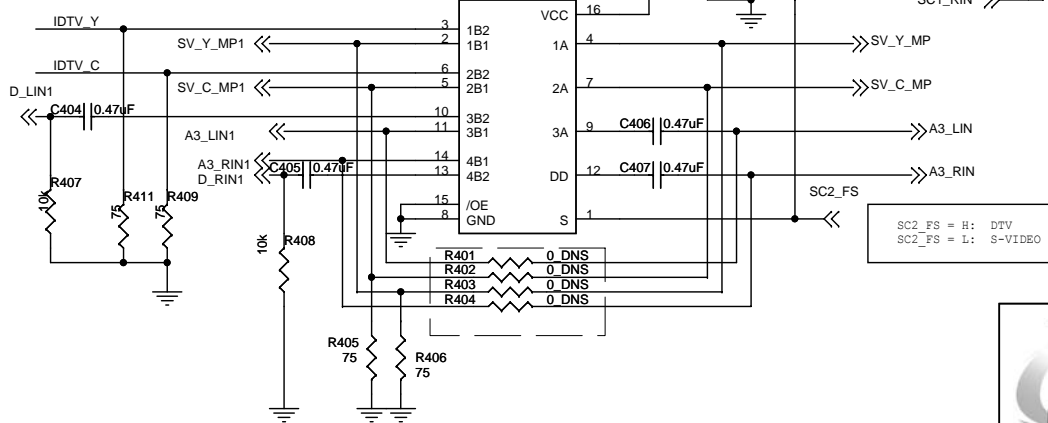 SC1_RIN
VCC 16
IDTV_Y 3 1B2
SV_Y_MP1 2 1B1 1A 4 SV_Y_MP
IDTV_C 6 2B2
SV_C_MP1 5 2B1 2A 7 SV_C_MP
D_LIN1
C404 0.47uF 10 3B2
A3_LIN1 11 3B1 3A 9 C406 0.47uF A3_LIN
A3_RIN1 14 4B1
D_RIN1 C405 0.47uF 13 4B2 DD 12 C407 0.47uF A3_RIN
R407 10k
R411 75
R409 75
15 /OE
8 GND S 1 SC2_FS
SC2_FS = H: DTV
SC2_FS = L: S-VIDEO
R408 10k
R401 0_DNS
R402 0_DNS
R403 0_DNS
R404 0_DNS
R405 75
R406 75